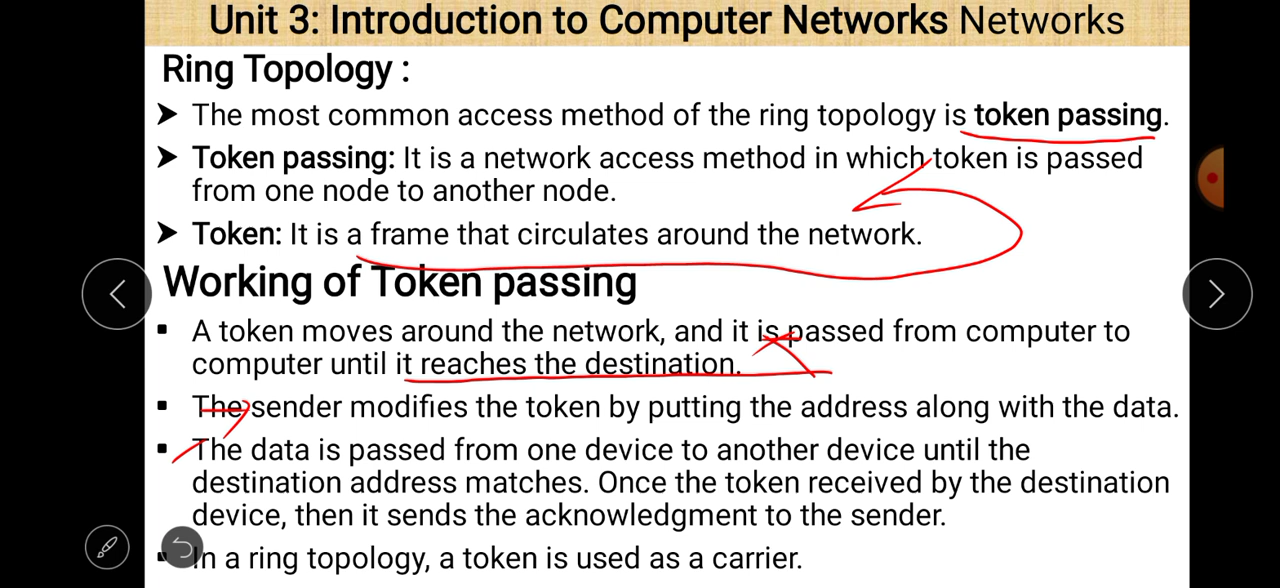 Unit 3: Introduction to Computer Networks Networks
Ring Topology :
➤ The most common access method of the ring topology is token passing.
➤ Token passing: It is a network access method in which token is passed
from one node to another node.
➤ Token: It is a frame that circulates around the network.
Working of Token passing
▪ A token moves around the network, and it is passed from computer to
computer until it reaches the destination.
▪ The sender modifies the token by putting the address along with the data.
▪ The data is passed from one device to another device until the
destination address matches. Once the token received by the destination
device, then it sends the acknowledgment to the sender.
▪ In a ring topology, a token is used as a carrier.